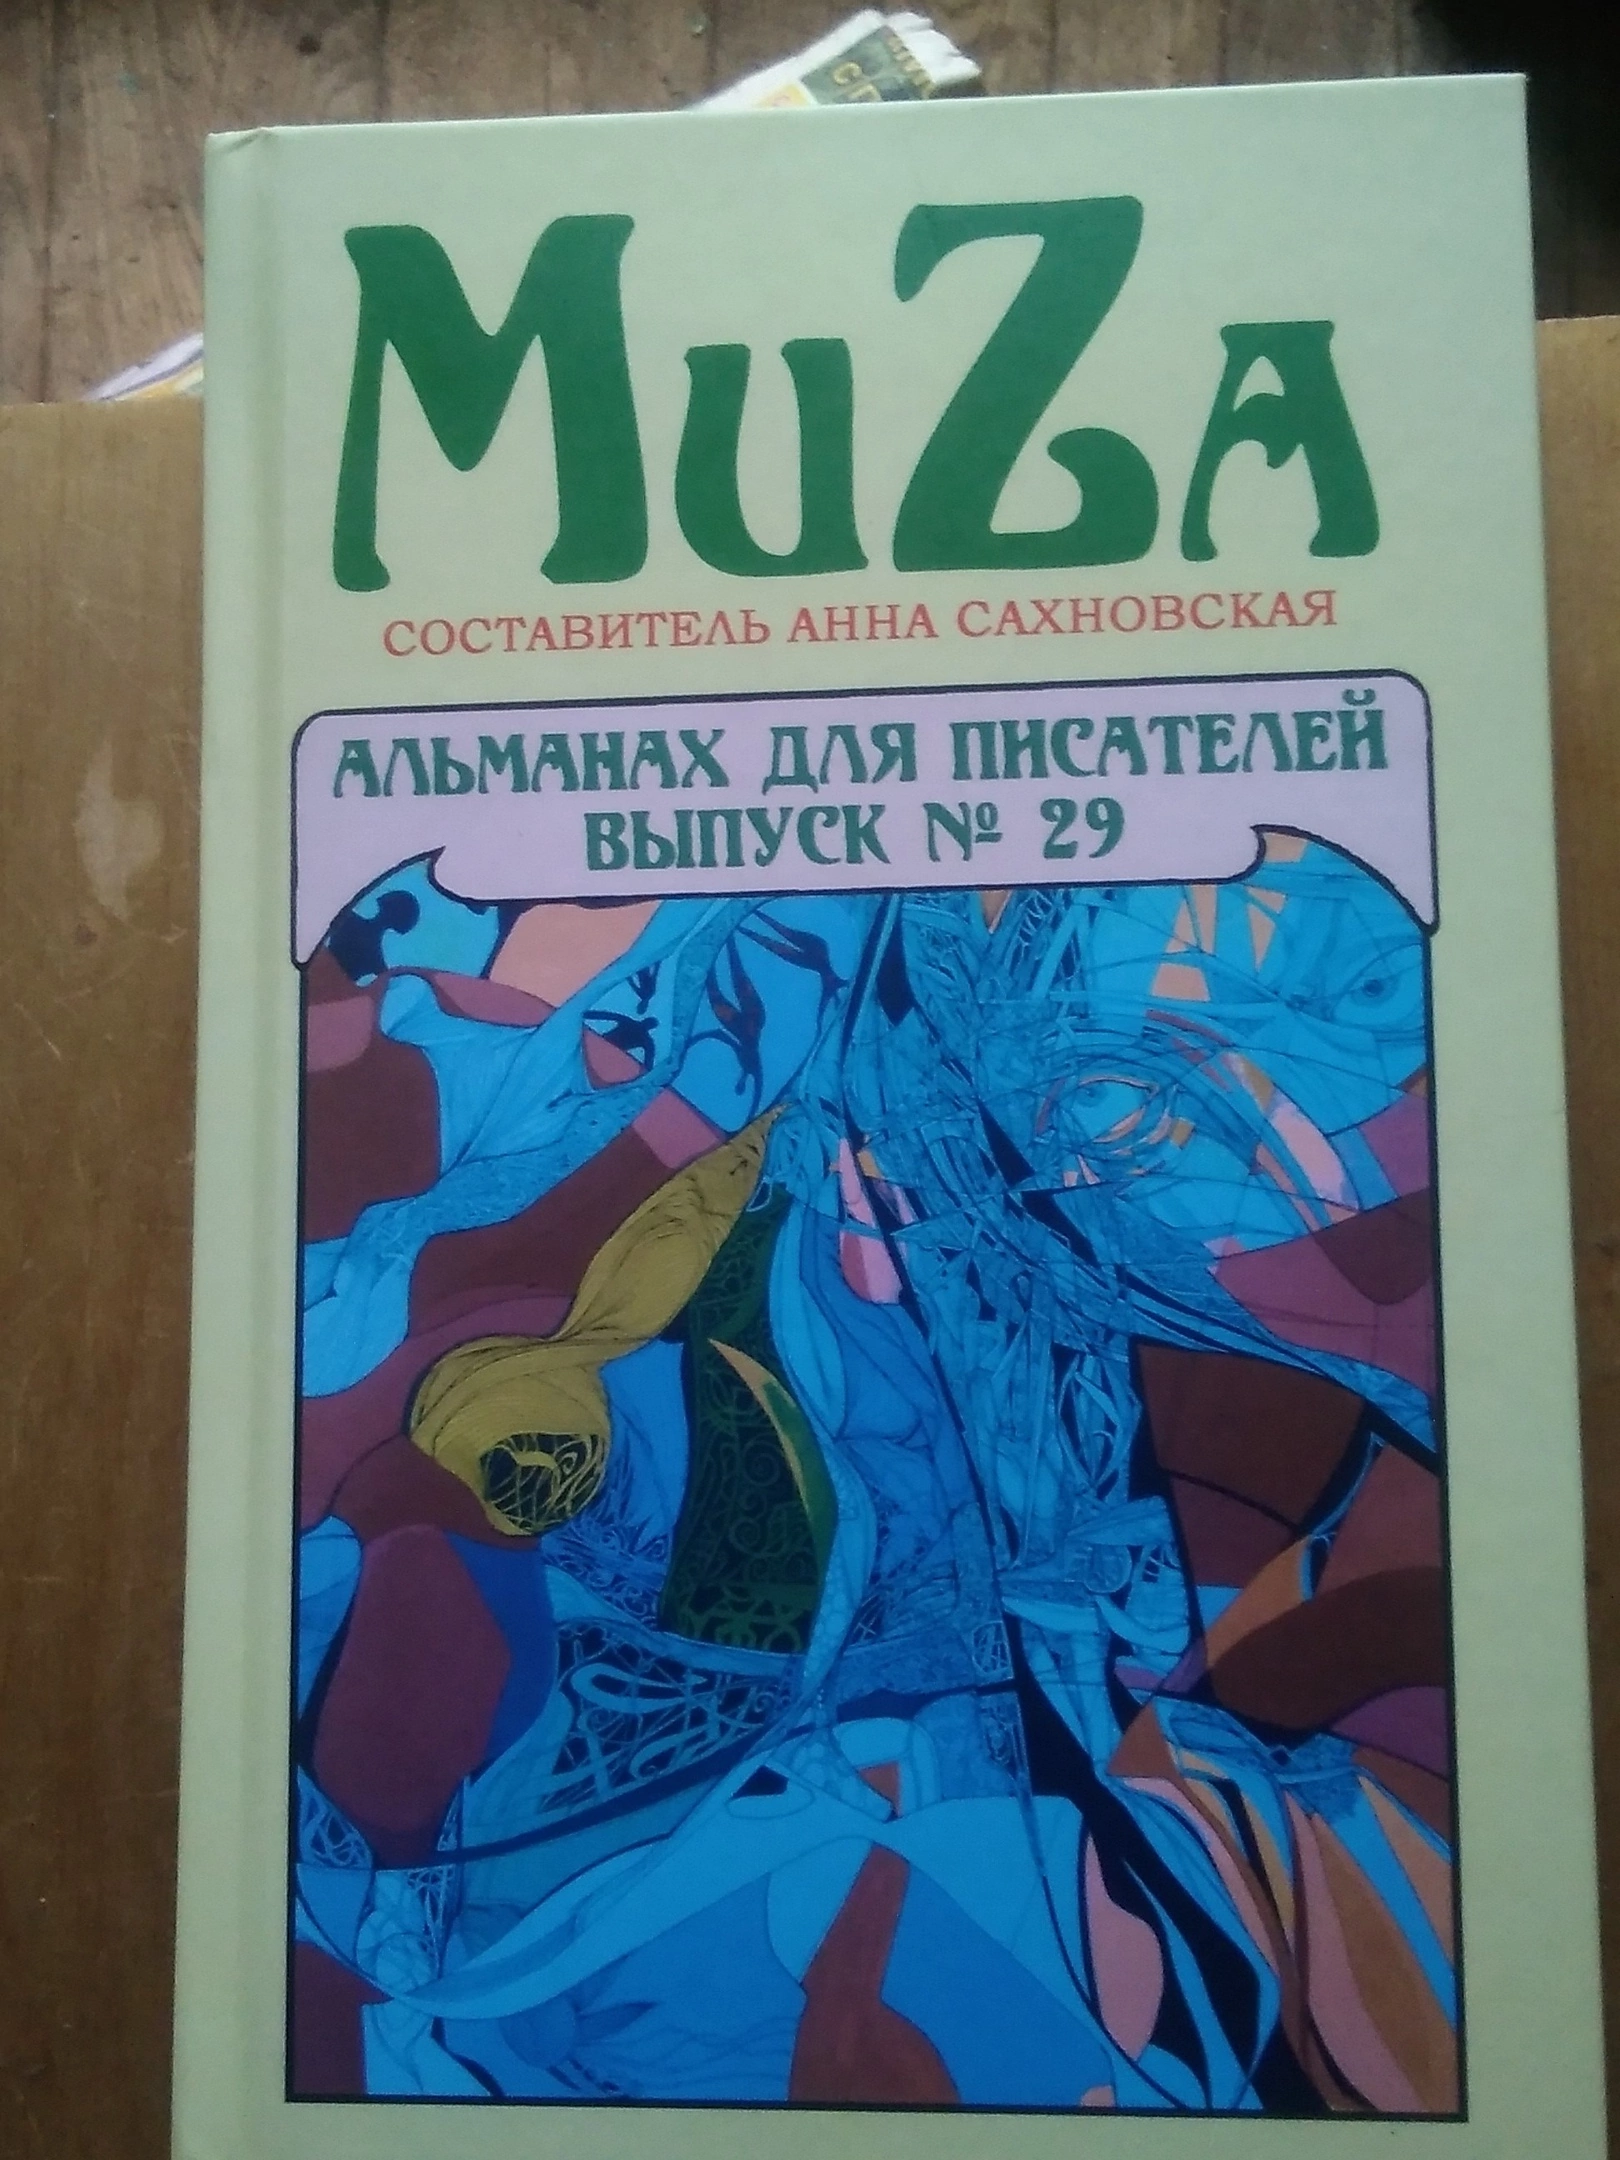 MuZa
СОСТАВИТЕЛЬ АННА САХНОВСКАЯ
АЛЬМАНАХ ДЛЯ ПИСАТЕЛЕЙ
ВЫПУСК № 29